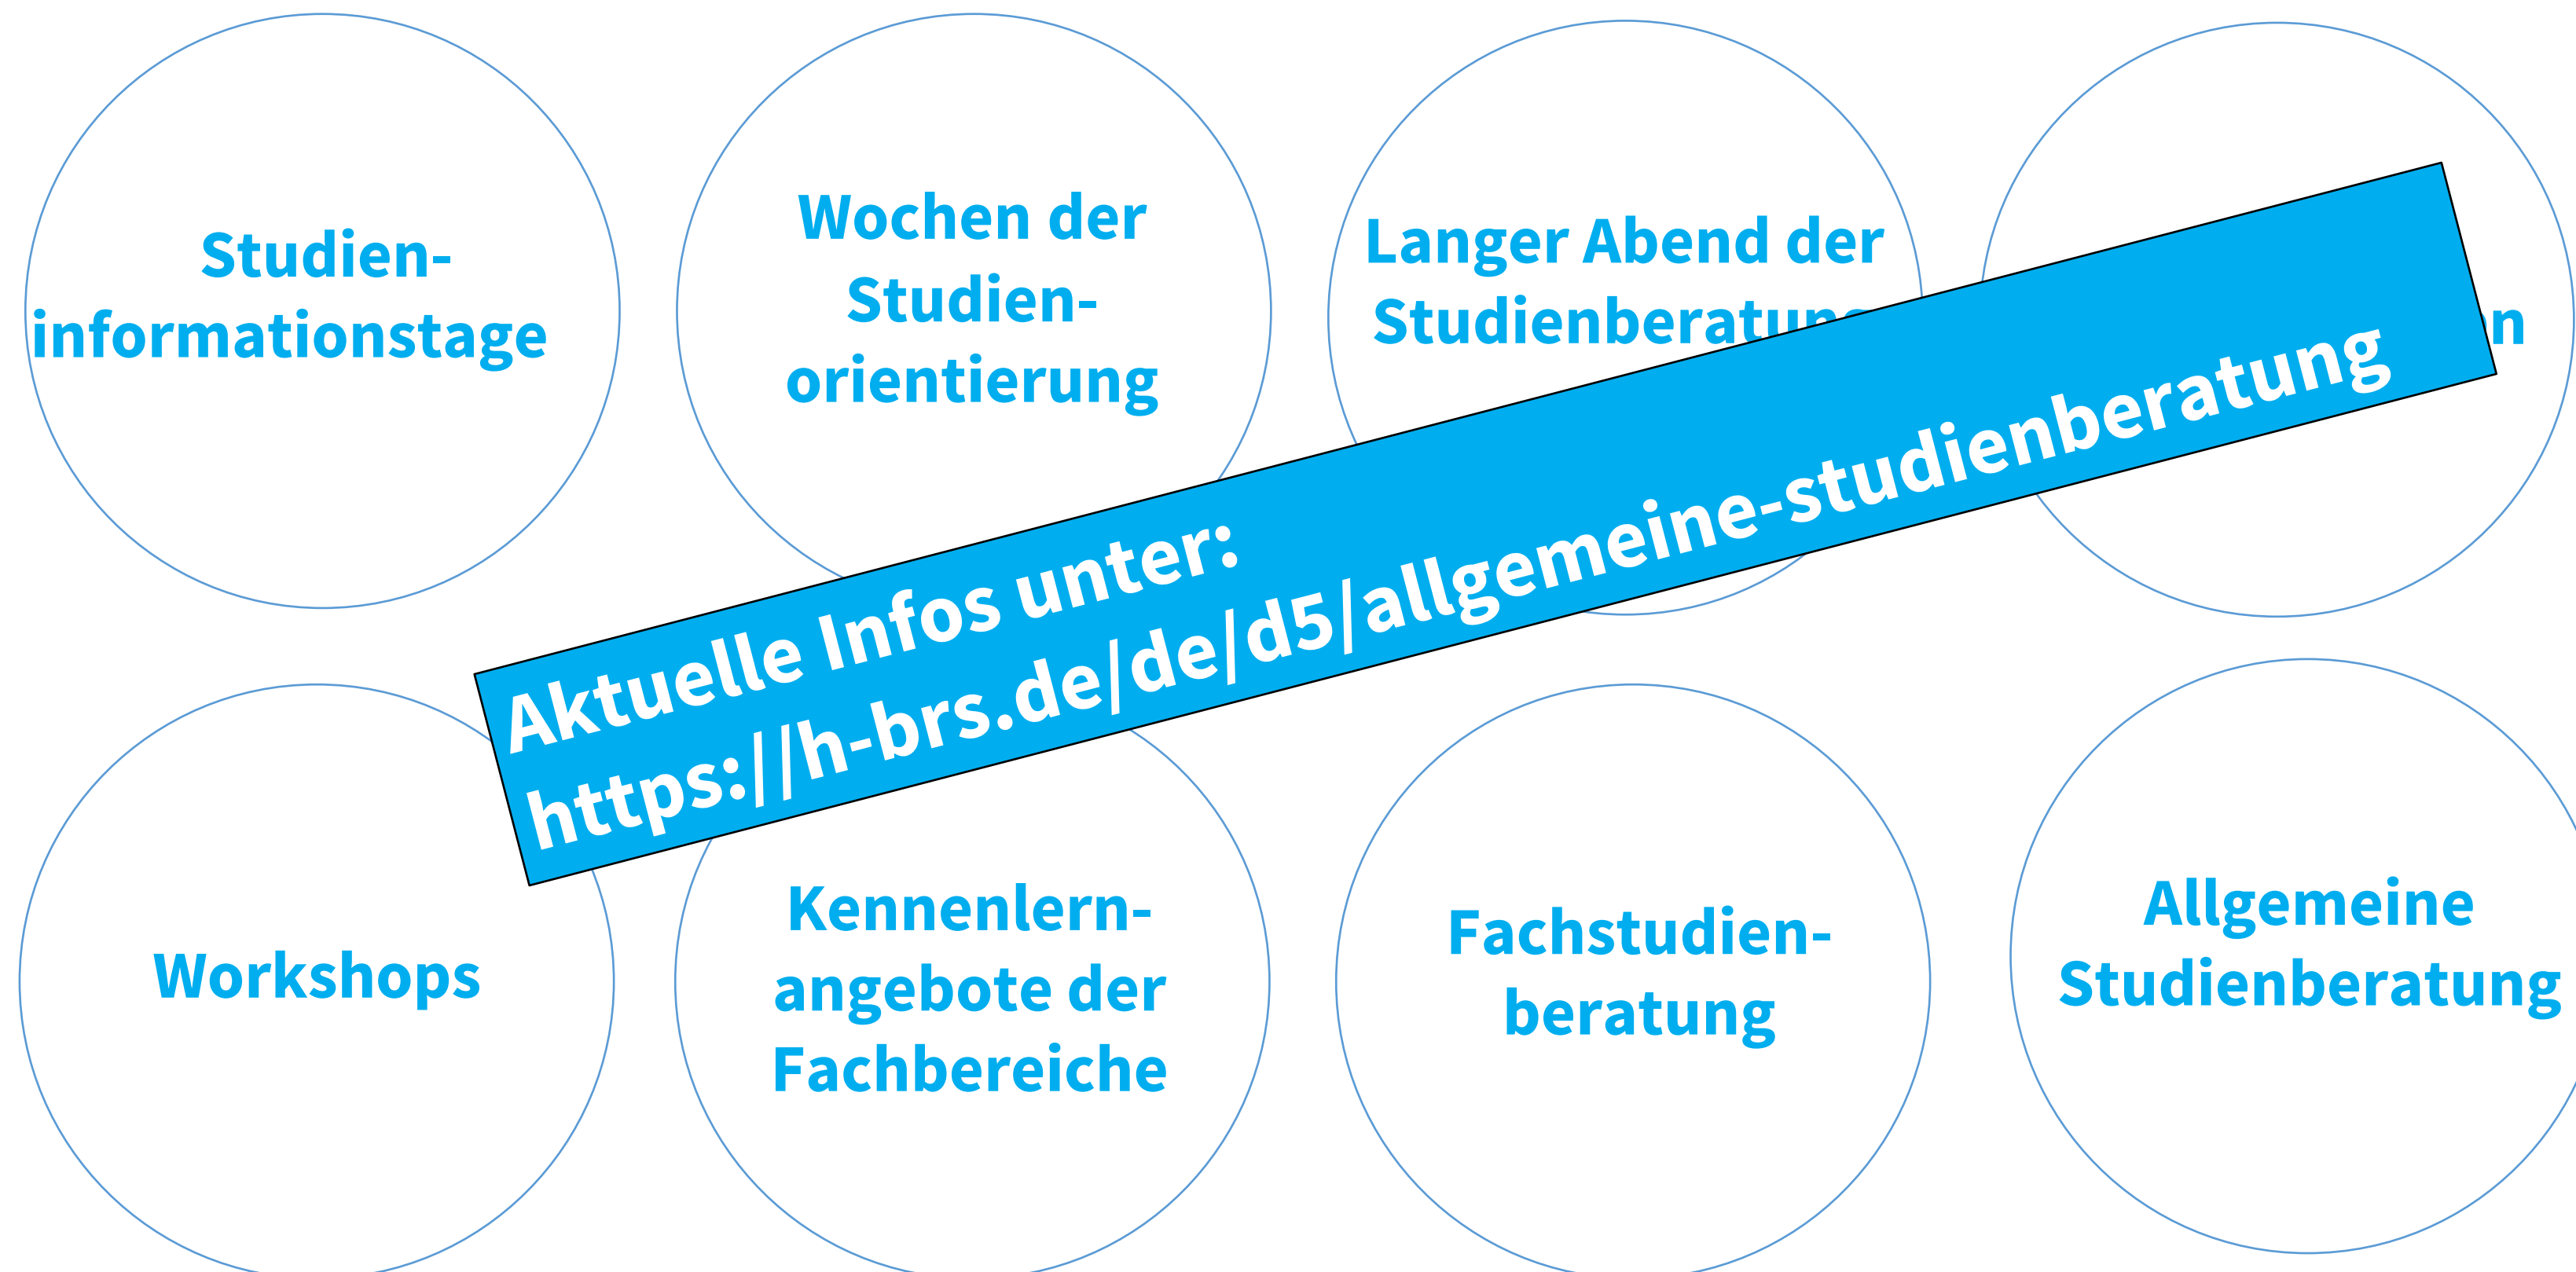 Studien-
informationstage
Wochen der
Studien-
orientierung
Langer Abend der
Studienberatung
Aktuelle Infos unter:
https://h-brs.de/de/d5/allgemeine-studienberatung
Workshops
Kennenlern-
angebote der
Fachbereiche
Fachstudien-
beratung
Allgemeine
Studienberatung